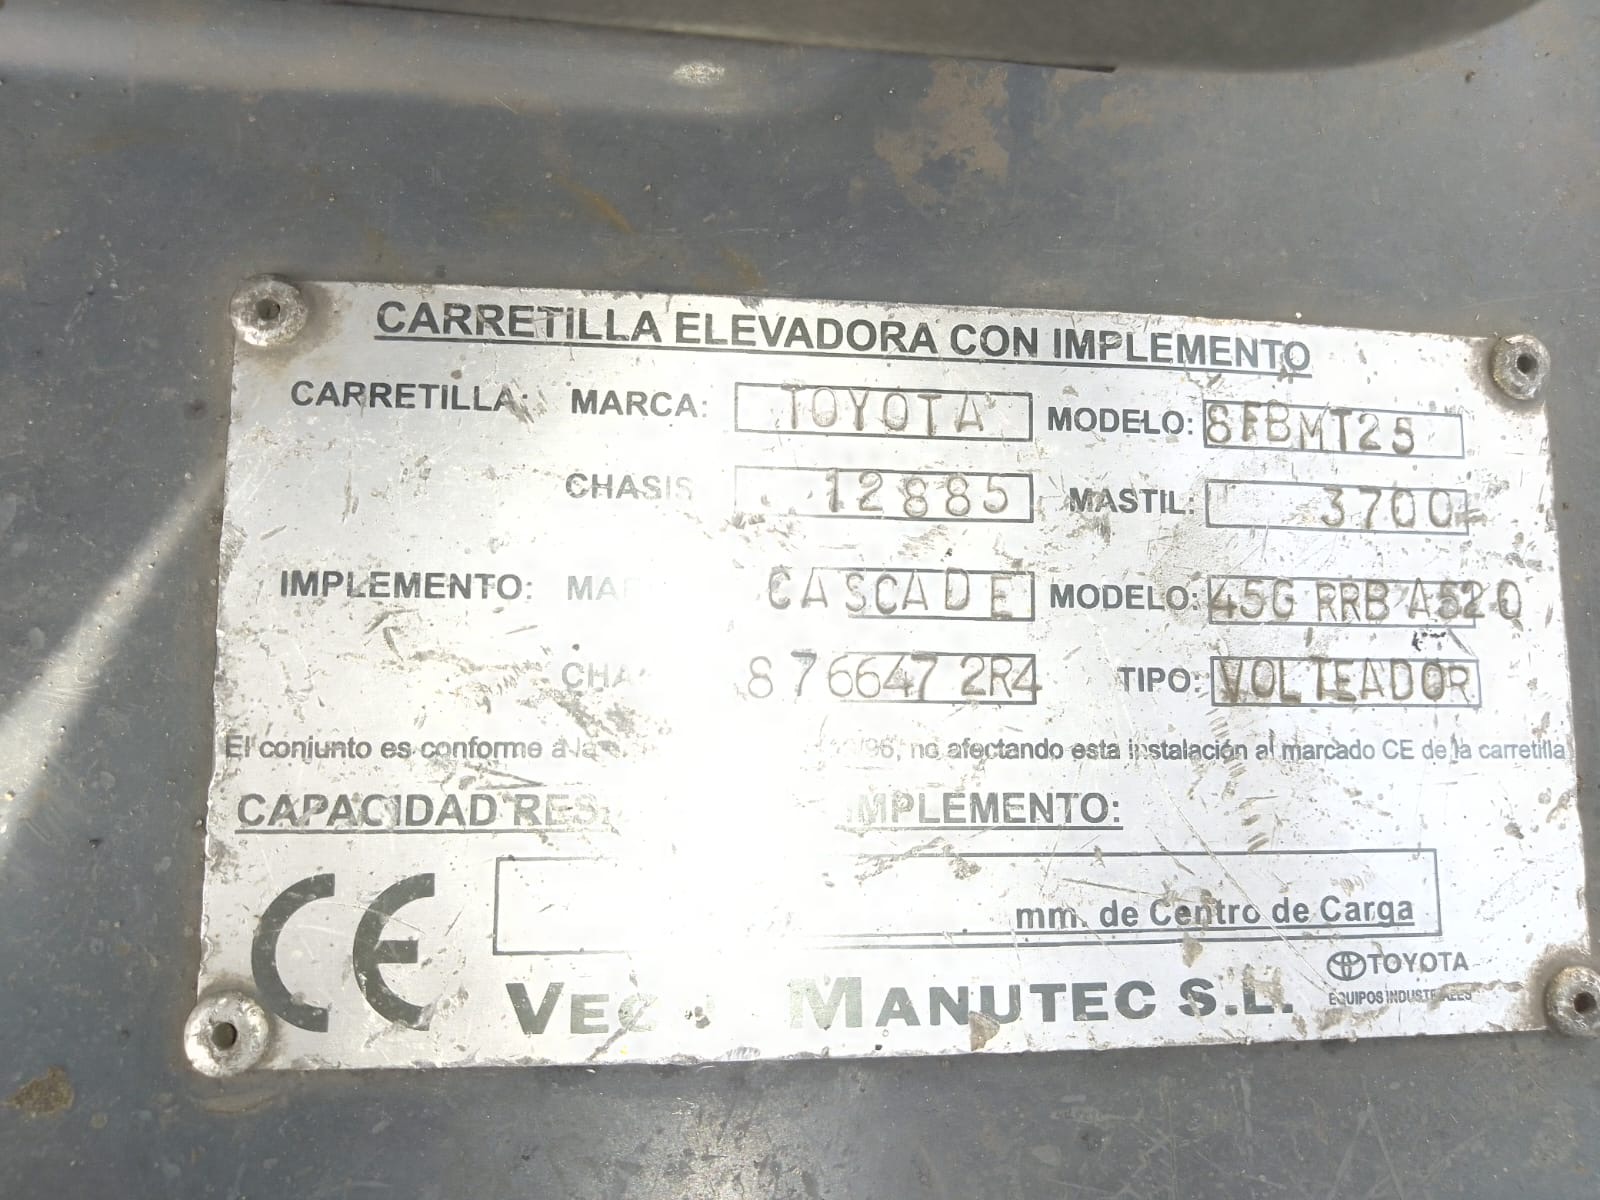 CARRETILLA ELEVADORA CON IMPLEMENTO
CARRETILLA: MARCA: TOYOTA MODELO: 8FBMT25
CHASIS 12885 MASTIL: 3700
IMPLEMENTO: CASCADE MODELO: 45G RRB A520
876647 2R4 TIPO: VOLTEADOR
El conjunto es conforme a la no afectando esta instalación al marcado CE de la carretilla
CAPACIDAD IMPLEMENTO:
mm. de Centro de Carga
CE
MANUTEC S.L.
TOYOTA
EQUIPOS INDUSTRIALES